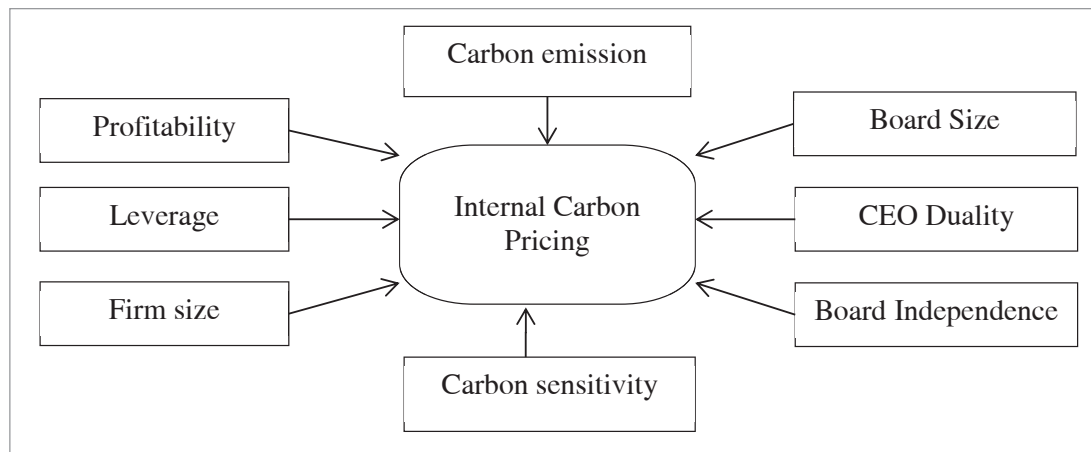 Carbon emission
Profitability
Board Size
Leverage
Internal Carbon
Pricing
CEO Duality
Firm size
Board Independence
Carbon sensitivity